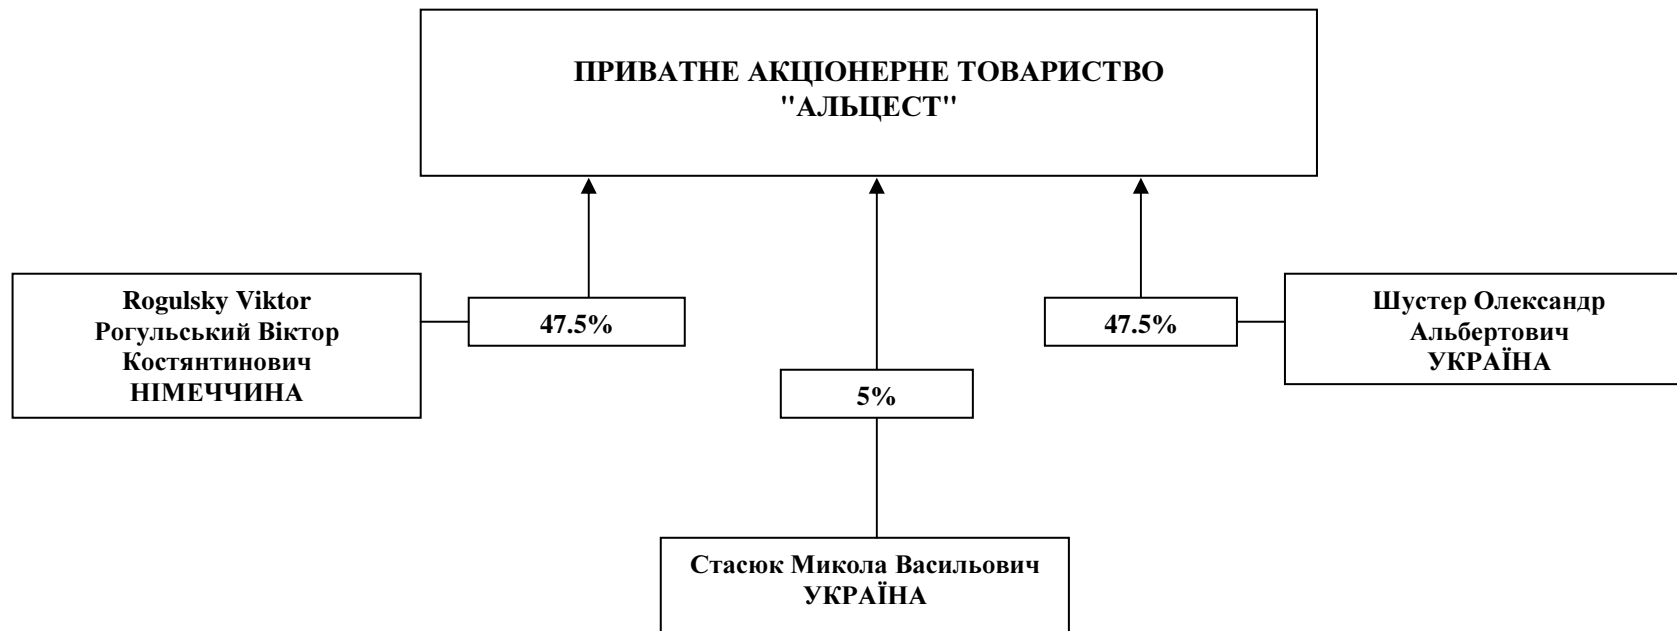 ПРИВАТНЕ АКЦІОНЕРНЕ ТОВАРИСТВО
"АЛЬЦЕСТ"
Rogulsky Viktor
Рогульський Віктор
Костянтинович
НІМЕЧЧИНА
47.5%
47.5%
Шустер Олександр
Альбертович
УКРАЇНА
5%
Стасюк Микола Васильович
УКРАЇНА